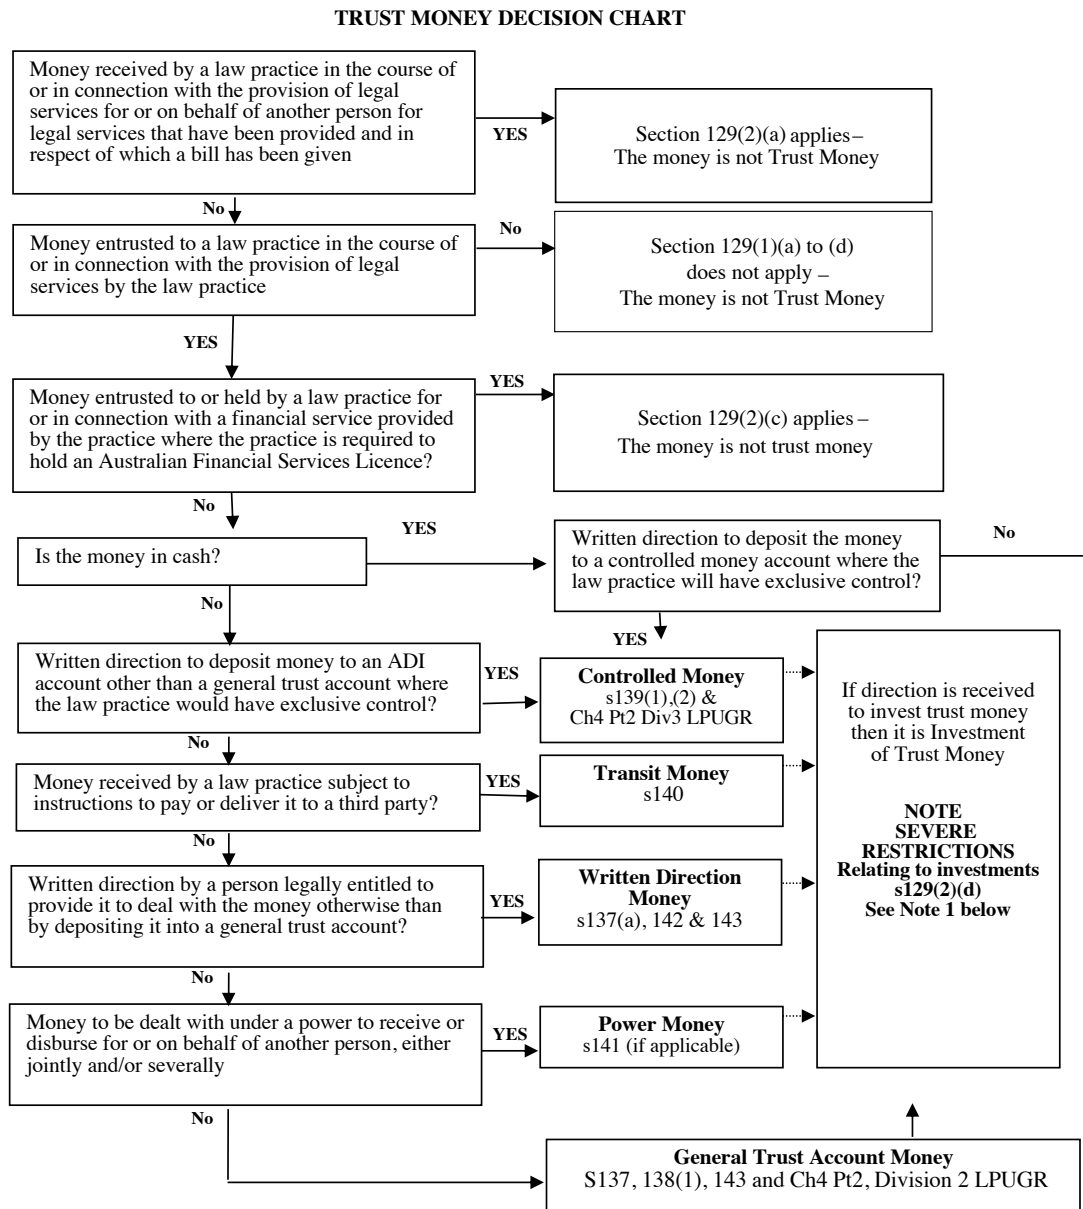 TRUST MONEY DECISION CHART
Money received by a law practice in the course of
or in connection with the provision of legal
services for or on behalf of another person for
legal services that have been provided and in
respect of which a bill has been given
YES
Section 129(2)(a) applies –
The money is not Trust Money
No
Money entrusted to a law practice in the course of
or in connection with the provision of legal
services by the law practice
No
Section 129(1)(a) to (d)
does not apply –
The money is not Trust Money
YES
Money entrusted to or held by a law practice for
or in connection with a financial service provided
by the practice where the practice is required to
hold an Australian Financial Services Licence?
YES
Section 129(2)(c) applies –
The money is not trust money
No
Is the money in cash?
YES
Written direction to deposit the money
to a controlled money account where the
law practice will have exclusive control?
No
No
YES
Written direction to deposit money to an ADI
account other than a general trust account where
the law practice would have exclusive control?
YES
Controlled Money
s139(1),(2) &
Ch4 Pt2 Div3 LPUGR
If direction is received
to invest trust money
then it is Investment
of Trust Money
NOTE
SEVERE
RESTRICTIONS
Relating to investments
s129(2)(d)
See Note 1 below
No
Money received by a law practice subject to
instructions to pay or deliver it to a third party?
YES
Transit Money
s140
No
Written direction by a person legally entitled to
provide it to deal with the money otherwise than
by depositing it into a general trust account?
YES
Written Direction
Money
s137(a), 142 & 143
No
Money to be dealt with under a power to receive or
disburse for or on behalf of another person, either
jointly and/or severally
YES
Power Money
s141 (if applicable)
No
General Trust Account Money
S137, 138(1), 143 and Ch4 Pt2, Division 2 LPUGR